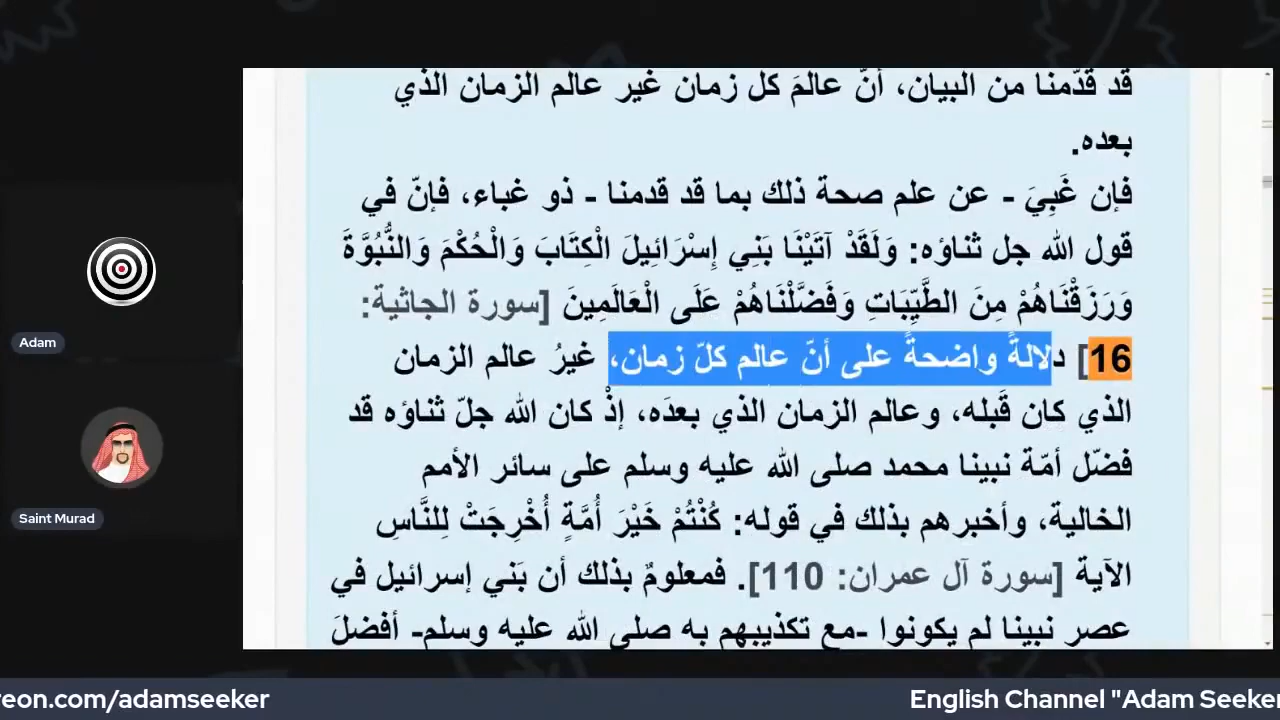 قد قدّمنا من البيان، أنّ عالمَ كل زمان غير عالم الزمان الذي
بعده.
فإن غَبِيَ - عن علم صحة ذلك بما قد قدمنا - ذو غباء، فإنّ في
قول الله جل ثناؤه: وَلَقَدْ آتَيْنَا بَنِي إِسْرَائِيلَ الْكِتَابَ وَالْحُكْمَ وَالنُّبُوَّةَ
وَرَزَقْنَاهُمْ مِنَ الطَّيِّبَاتِ وَفَضَّلْنَاهُمْ عَلَى الْعَالَمِينَ [سورة الجاثية:
16] دلالةً واضحةً على أنّ عالم كلّ زمان، غيرُ عالم الزمان
الذي كان قَبله، وعالم الزمان الذي بعدَه، إذْ كان الله جلّ ثناؤه قد
فضّل أمّة نبينا محمد صلى الله عليه وسلم على سائر الأمم
الخالية، وأخبرهم بذلك في قوله: كُنْتُمْ خَيْرَ أُمَّةٍ أُخْرِجَتْ لِلنَّاسِ
الآية [سورة آل عمران: 110]. فمعلومٌ بذلك أن بَني إسرائيل في
عصر نبينا لم يكونوا -مع تكذيبهم به صلى الله عليه وسلم- أفضلَ
Adam
Saint Murad
reon.com/adamseeker
English Channel "Adam Seeker